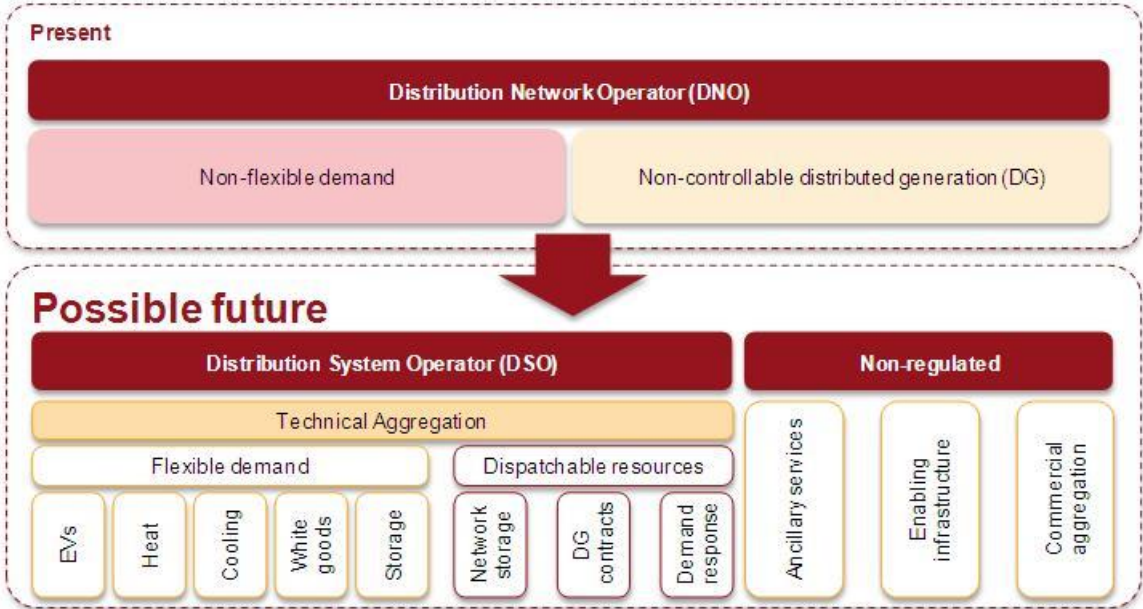 Present
Distribution Network Operator (DNO)
Non-flexible demand
Non-controllable distributed generation (DG)
Possible future
Distribution System Operator (DSO)
Non-regulated
Technical Aggregation
Flexible demand
Dispatchable resources
EVs
Heat
Cooling
White
goods
Storage
Network
storage
DG
contracts
Demand
response
Ancillary services
Enabling
infrastructure
Commercial
aggregation